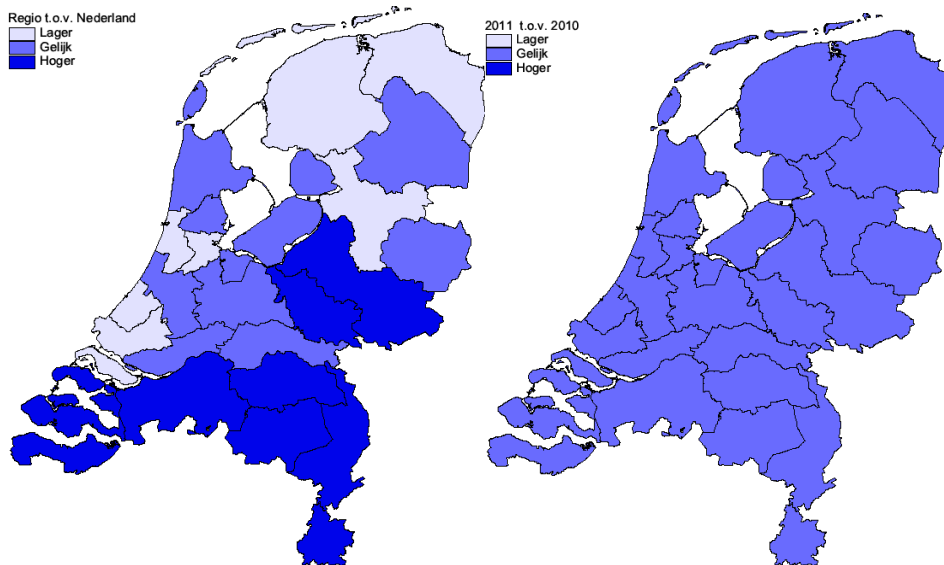 Regio t.o.v. Nederland
Lager
Gelijk
Hoger
2011 t.o.v. 2010
Lager
Gelijk
Hoger